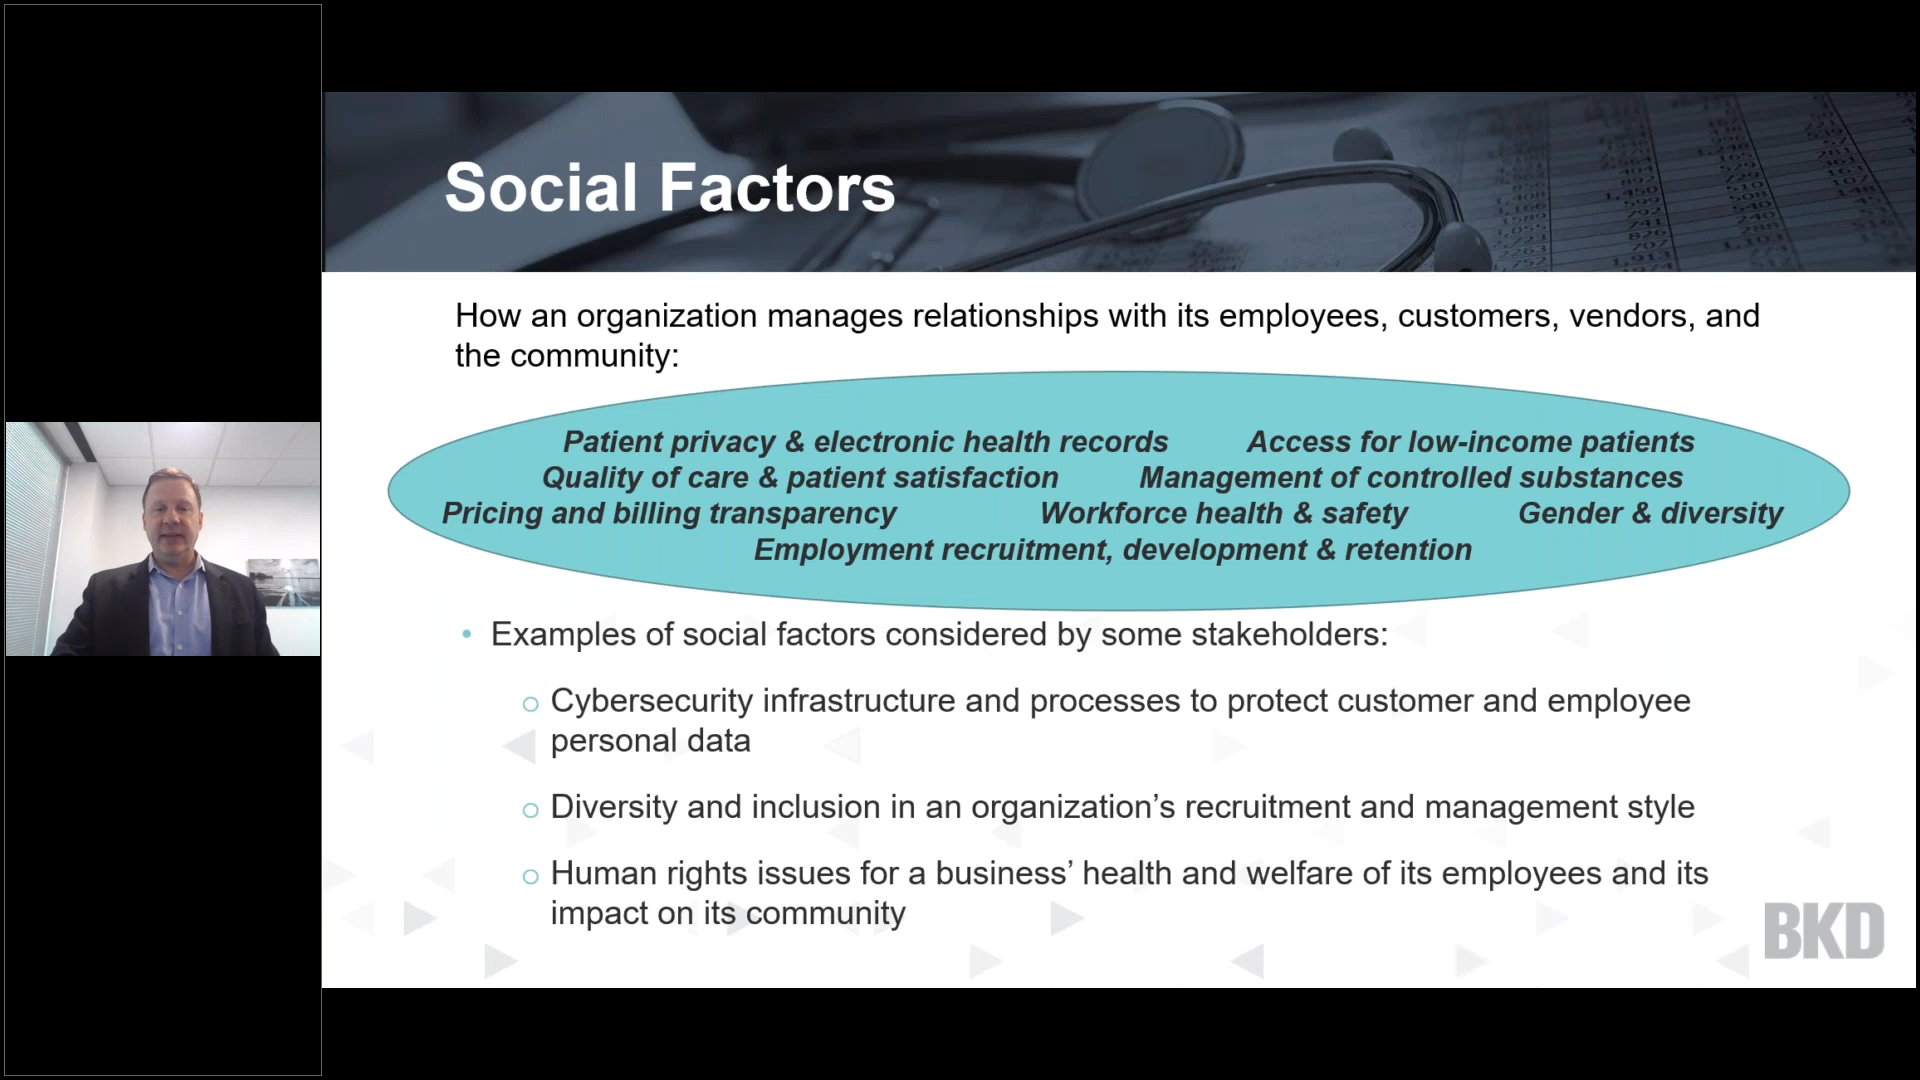 Social Factors
How an organization manages relationships with its employees, customers, vendors, and
the community:
Patient privacy & electronic health records Access for low-income patients
Quality of care & patient satisfaction Management of controlled substances
Pricing and billing transparency Workforce health & safety Gender & diversity
Employment recruitment, development & retention
• Examples of social factors considered by some stakeholders:
o Cybersecurity infrastructure and processes to protect customer and employee
personal data
o Diversity and inclusion in an organization’s recruitment and management style
o Human rights issues for a business’ health and welfare of its employees and its
impact on its community
BKD